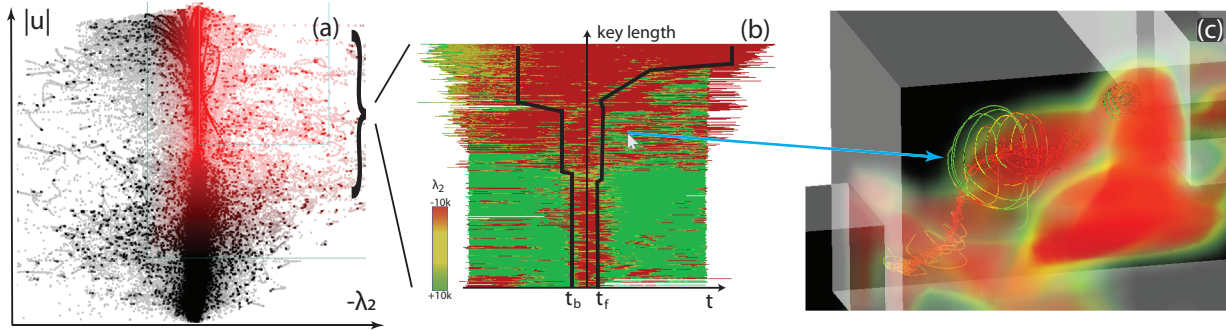 |u|
(a)
-λ₂
(b)
key length
λ₂
-10k
+10k
t_b
t_f
t
(c)